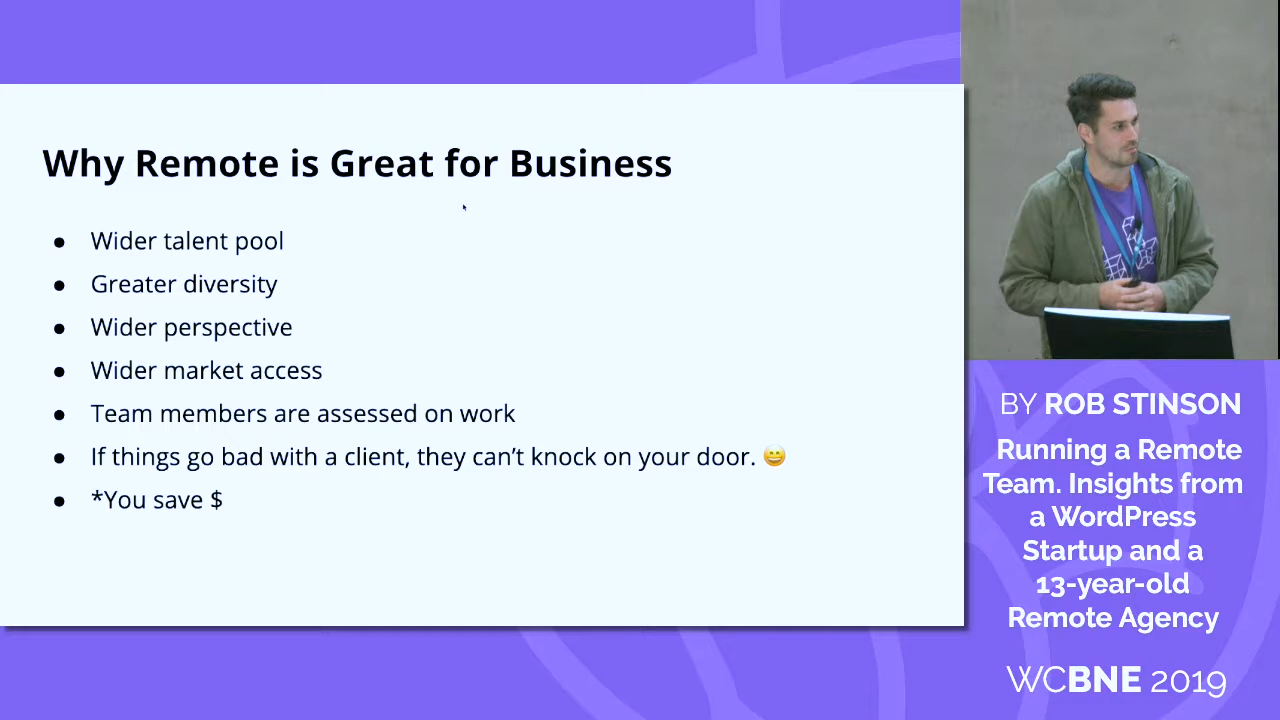 Why Remote is Great for Business
● Wider talent pool
● Greater diversity
● Wider perspective
● Wider market access
● Team members are assessed on work
● If things go bad with a client, they can’t knock on your door. 😄
● *You save $
BY ROB STINSON
Running a Remote
Team. Insights from
a WordPress
Startup and a
13-year-old
Remote Agency
WCBNE 2019